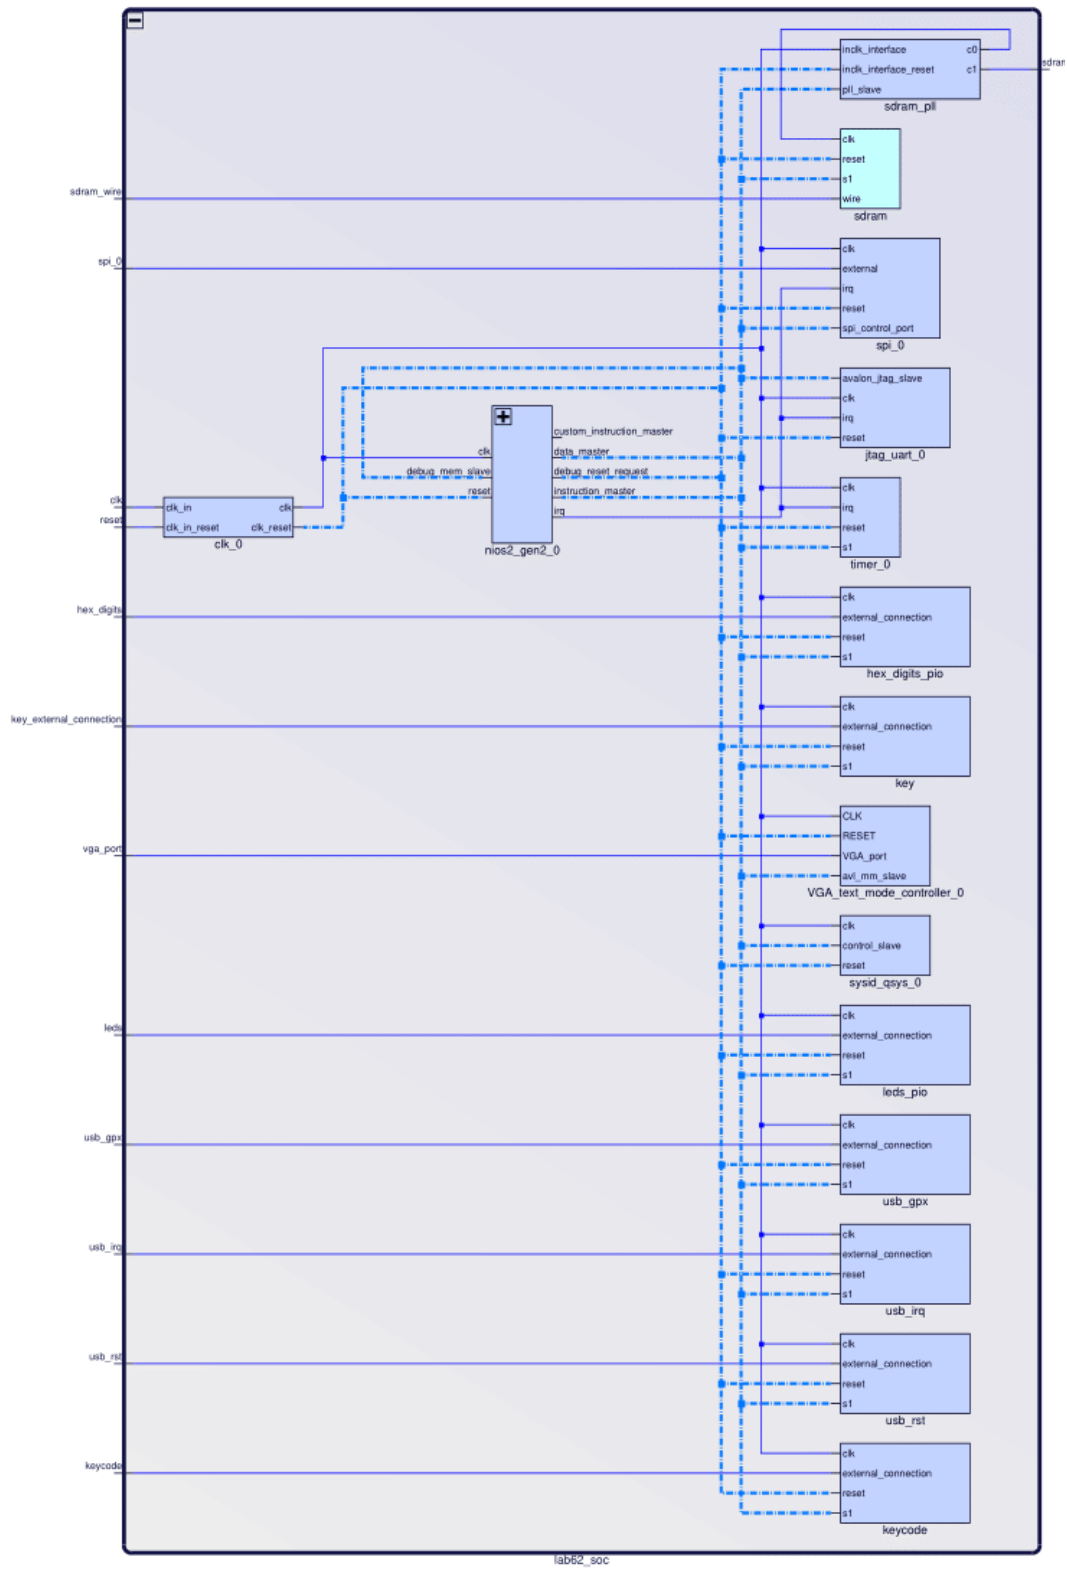 inclk_interface c0
inclk_interface_reset c1
pll_slave
sdram_pll
clk
reset
s1
wire
sdram
sdram_wire
spi_0
clk
external
irq
reset
spi_control_port
spi_0
avalon_jtag_slave
clk
irq
reset
jtag_uart_0
custom_instruction_master
clk data_master
debug_mem_slave debug_reset_request
reset instruction_master
irq
nios2_gen2_0
clk
reset
clk_in clk
clk_in_reset clk_reset
clk_0
clk
irq
reset
s1
timer_0
hex_digits
clk
external_connection
reset
s1
hex_digits_pio
key_external_connection
clk
external_connection
reset
s1
key
vga_port
CLK
RESET
VGA_port
avl_mm_slave
VGA_text_mode_controller_0
clk
control_slave
reset
sysid_qsys_0
leds
clk
external_connection
reset
s1
leds_pio
usb_gpx
clk
external_connection
reset
s1
usb_gpx
usb_irq
clk
external_connection
reset
s1
usb_irq
usb_rst
clk
external_connection
reset
s1
usb_rst
keycode
clk
external_connection
reset
s1
keycode
lab62_soc